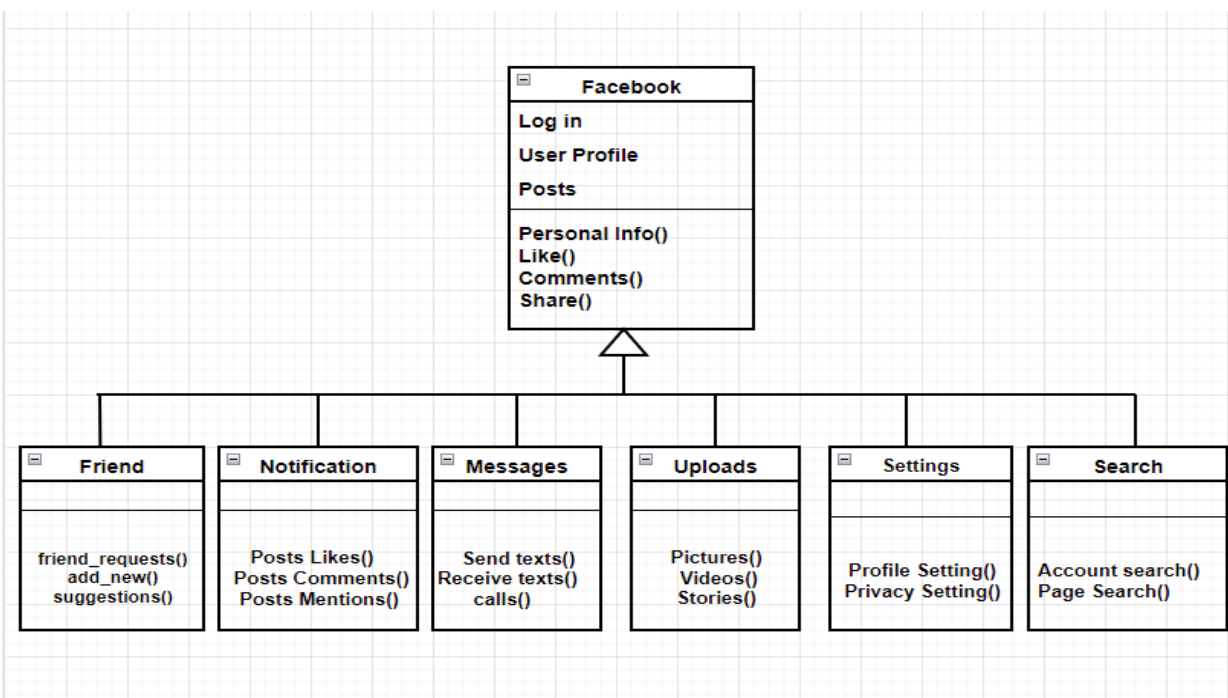 Facebook
Log in
User Profile
Posts
Personal Info()
Like()
Comments()
Share()
Friend
friend_requests()
add_new()
suggestions()
Notification
Posts Likes()
Posts Comments()
Posts Mentions()
Messages
Send texts()
Receive texts()
calls()
Uploads
Pictures()
Videos()
Stories()
Settings
Profile Setting()
Privacy Setting()
Search
Account search()
Page Search()